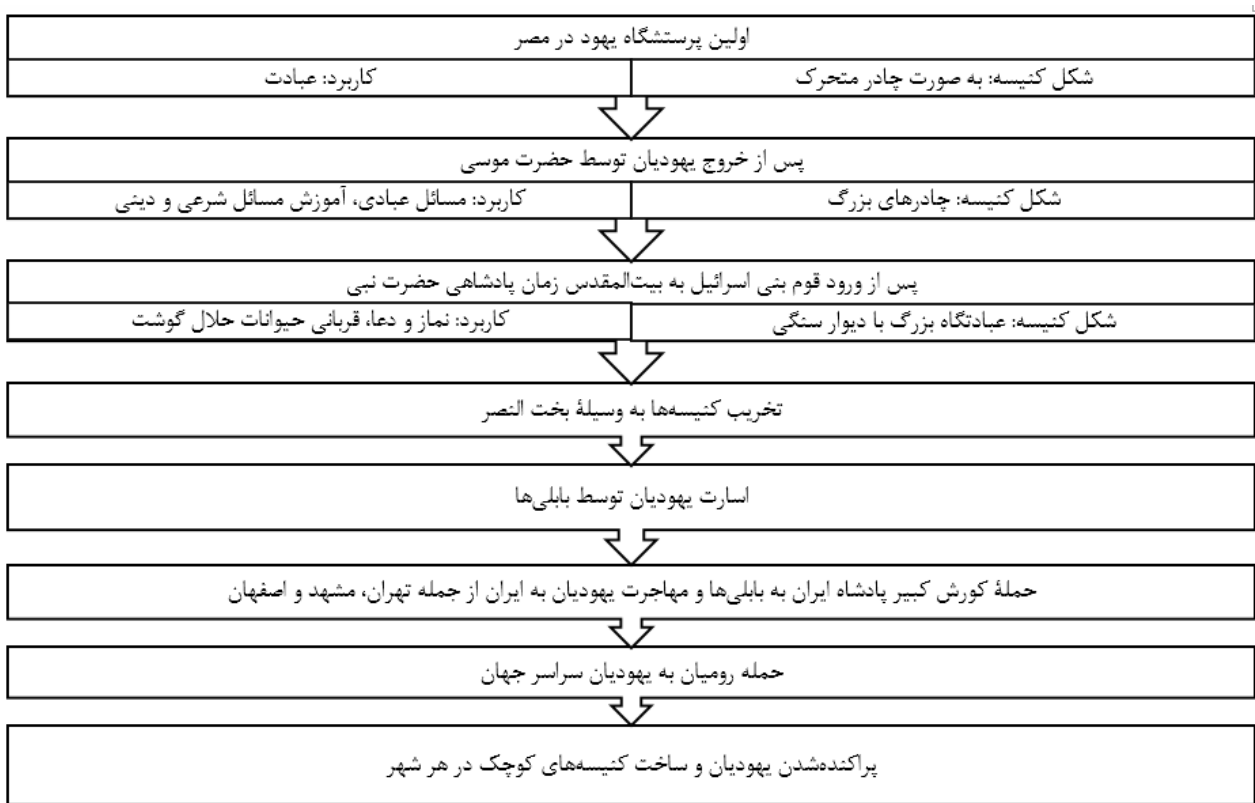 اولین پرستشگاه یهود در مصر
شکل کنیسه: به صورت چادر متحرک
کاربرد: عبادت
پس از خروج یهودیان توسط حضرت موسی
شکل کنیسه: چادرهای بزرگ
کاربرد: مسائل عبادی، آموزش مسائل شرعی و دینی
پس از ورود قوم بنی اسرائیل به بیت‌المقدس زمان پادشاهی حضرت نبی
شکل کنیسه: عبادتگاه بزرگ با دیوار سنگی
کاربرد: نماز و دعا، قربانی حیوانات حلال گوشت
تخریب کنیسه‌ها به وسیلهٔ بخت النصر
اسارت یهودیان توسط بابلی‌ها
حملهٔ کورش کبیر پادشاه ایران به بابلی‌ها و مهاجرت یهودیان به ایران از جمله تهران، مشهد و اصفهان
حمله رومیان به یهودیان سراسر جهان
پراکنده‌شدن یهودیان و ساخت کنیسه‌های کوچک در هر شهر